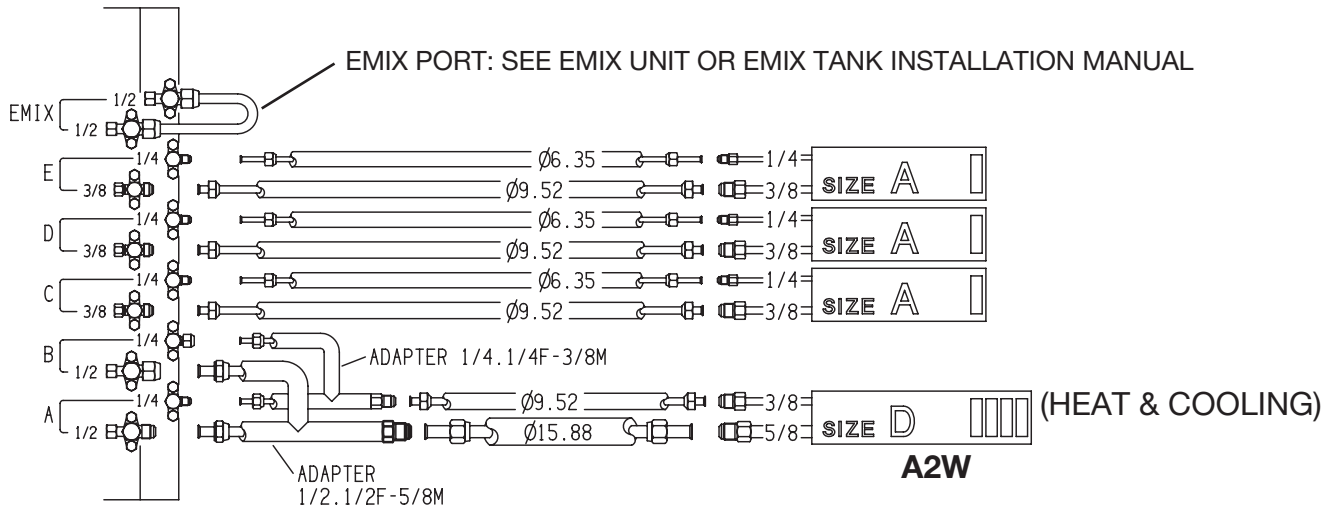 EMIX PORT: SEE EMIX UNIT OR EMIX TANK INSTALLATION MANUAL
EMIX
1/2
1/2
E
1/4
3/8
Ø6.35
Ø9.52
1/4
3/8
SIZE A
D
1/4
3/8
Ø6.35
Ø9.52
1/4
3/8
SIZE A
C
1/4
3/8
Ø6.35
Ø9.52
1/4
3/8
SIZE A
B
1/4
1/2
ADAPTER 1/4.1/4F-3/8M
A
1/4
1/2
Ø9.52
Ø15.88
3/8
5/8
SIZE D
(HEAT & COOLING)
A2W
ADAPTER
1/2.1/2F-5/8M